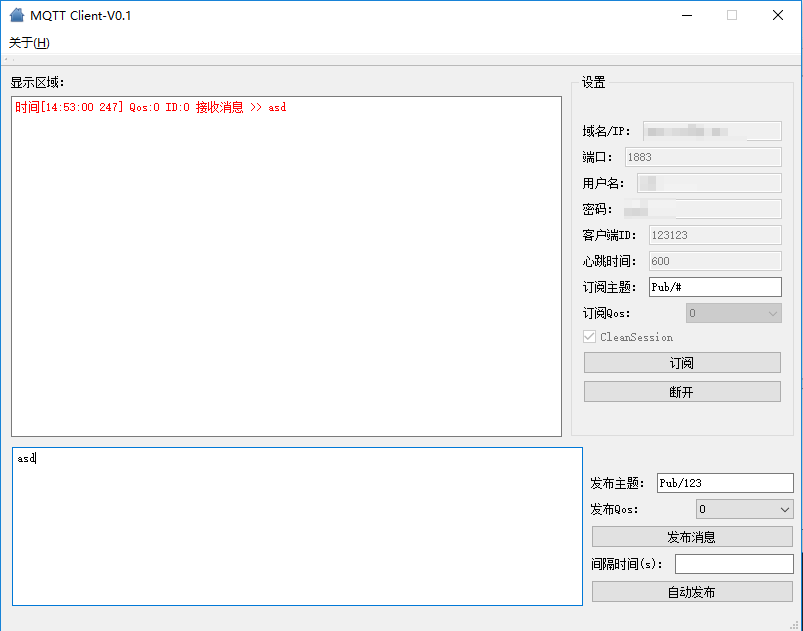 MQTT Client-V0.1
关于(H)
显示区域:
时间[14:53:00 247] Qos:0 ID:0 接收消息 >> asd
设置
域名/IP:
端口: 1883
用户名:
密码:
客户端ID: 123123
心跳时间: 600
订阅主题: Pub/#
订阅Qos: 0
CleanSession
订阅
断开
asd
发布主题: Pub/123
发布Qos: 0
发布消息
间隔时间(s):
自动发布